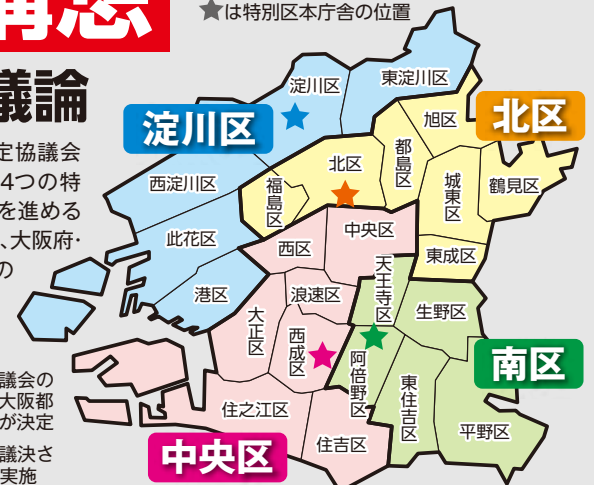 構想
★は特別区本庁舎の位置
議論
定協議会
4つの特
を進める
、大阪府・
の
議会の
大阪都
が決定
議決さ
実施
淀川区
北区
南区
中央区
淀川区
東淀川区
旭区
北区
都島区
西淀川区
福島区
城東区
鶴見区
此花区
西区
中央区
東成区
港区
浪速区
天王寺区
生野区
大正区
西成区
阿倍野区
東住吉区
住之江区
住吉区
平野区